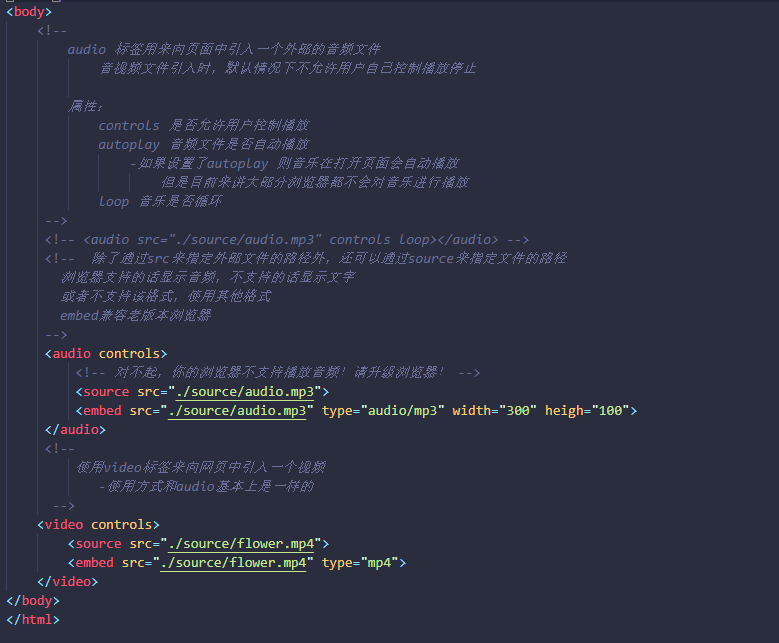 <body>
<!--
audio 标签用来向页面中引入一个外部的音频文件
音视频文件引入时，默认情况下不允许用户自己控制播放停止
属性：
controls 是否允许用户控制播放
autoplay 音频文件是否自动播放
-如果设置了autoplay 则音乐在打开页面会自动播放
但是目前来讲大部分浏览器都不会对音乐进行播放
loop 音乐是否循环
-->
<!-- <audio src="./source/audio.mp3" controls loop></audio> -->
<!-- 除了通过src来指定外部文件的路径外，还可以通过source来指定文件的路径
浏览器支持的话显示音频，不支持的话显示文字
或者不支持该格式，使用其他格式
embed兼容老版本浏览器
-->
<audio controls>
<!-- 对不起，你的浏览器不支持播放音频！请升级浏览器！ -->
<source src="./source/audio.mp3">
<embed src="./source/audio.mp3" type="audio/mp3" width="300" heigh="100">
</audio>
<!--
使用video标签来向网页中引入一个视频
-使用方式和audio基本上是一样的
-->
<video controls>
<source src="./source/flower.mp4">
<embed src="./source/flower.mp4" type="mp4">
</video>
</body>
</html>